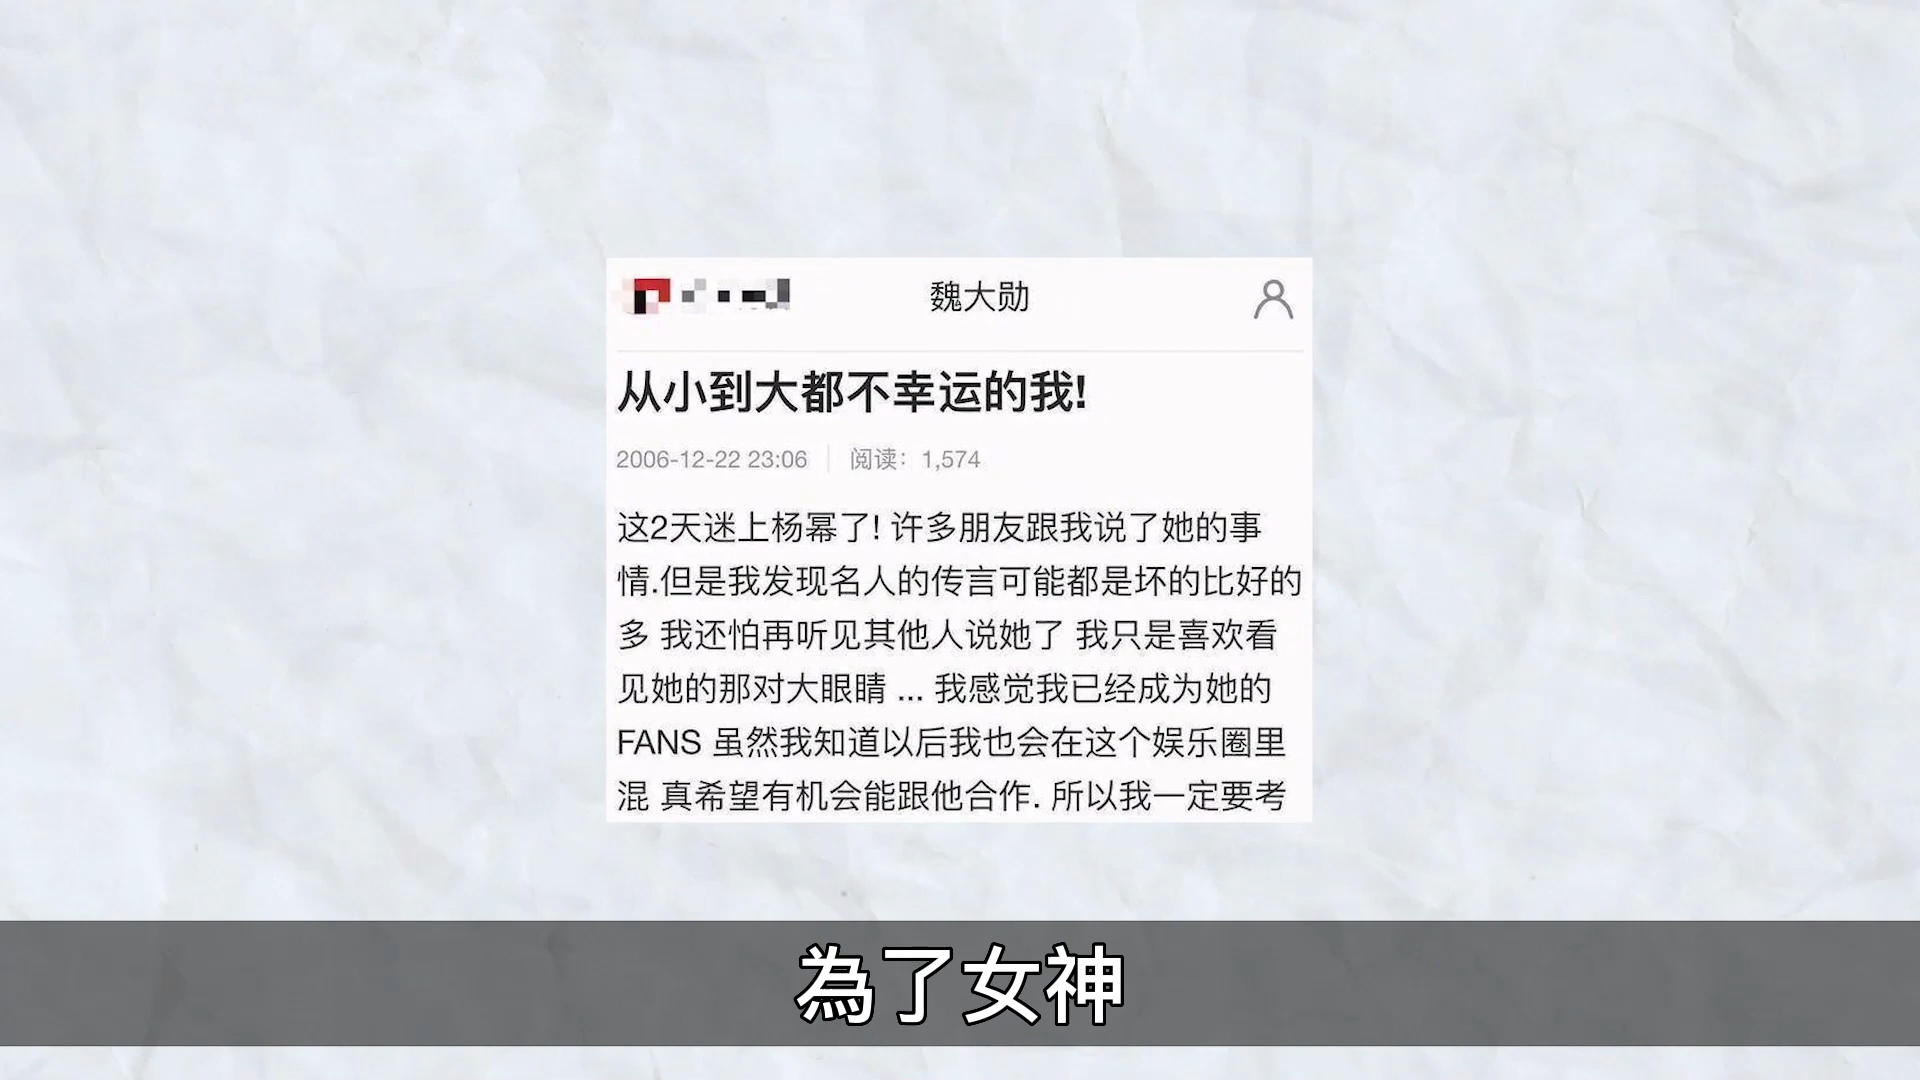 魏大勋
从小到大都不幸运的我!
2006-12-22 23:06 阅读：1,574
这2天迷上杨幂了! 许多朋友跟我说了她的事
情.但是我发现名人的传言可能都是坏的比好的
多 我还怕再听见其他人说她了 我只是喜欢看
见她的那对大眼睛 ... 我感觉我已经成为她的
FANS 虽然我知道以后我也会在这个娱乐圈里
混 真希望有机会能跟他合作. 所以我一定要考
為了女神